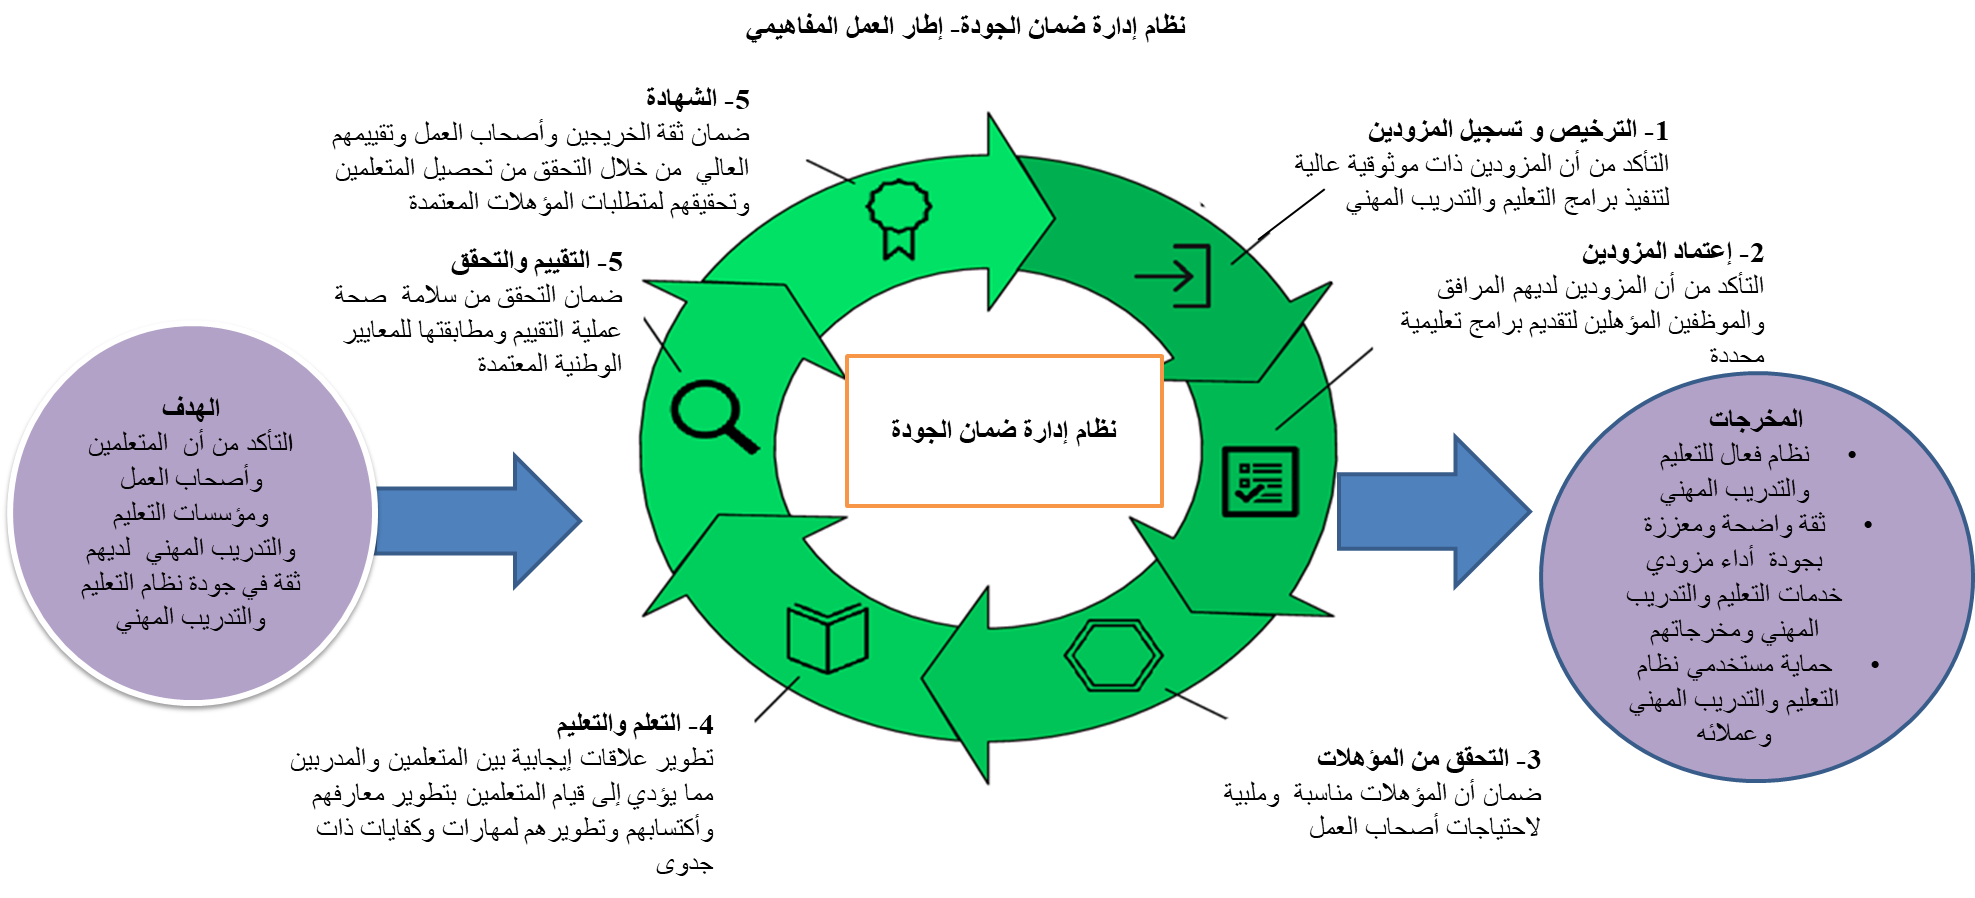 نظام إدارة ضمان الجودة- إطار العمل المفاهيمي
1- الترخيص و تسجيل المزودين
التأكد من أن المزودين ذات موثوقية عالية
لتنفيذ برامج التعليم والتدريب المهني
2- إعتماد المزودين
التأكد من أن المزودين لديهم المرافق
والموظفين المؤهلين لتقديم برامج تعليمية
محددة
3- التحقق من المؤهلات
ضمان أن المؤهلات مناسبة وملبية
لاحتياجات أصحاب العمل
4- التعلم والتعليم
تطوير علاقات إيجابية بين المتعلمين والمدربين
مما يؤدي إلى قيام المتعلمين بتطوير معارفهم
وأكتسابهم وتطويرهم لمهارات وكفايات ذات
جدوى
5- التقييم والتحقق
ضمان التحقق من سلامة صحة
عملية التقييم ومطابقتها للمعايير
الوطنية المعتمدة
5- الشهادة
ضمان ثقة الخريجين وأصحاب العمل وتقييمهم
العالي من خلال التحقق من تحصيل المتعلمين
وتحقيقهم لمتطلبات المؤهلات المعتمدة
نظام إدارة ضمان الجودة
الهدف
التأكد من أن المتعلمين
وأصحاب العمل
ومؤسسات التعليم
والتدريب المهني لديهم
ثقة في جودة نظام التعليم
والتدريب المهني
المخرجات
• نظام فعال للتعليم
والتدريب المهني
• ثقة واضحة ومعززة
بجودة أداء مزودي
خدمات التعليم والتدريب
المهني ومخرجاتهم
• حماية مستخدمي نظام
التعليم والتدريب المهني
وعملائه